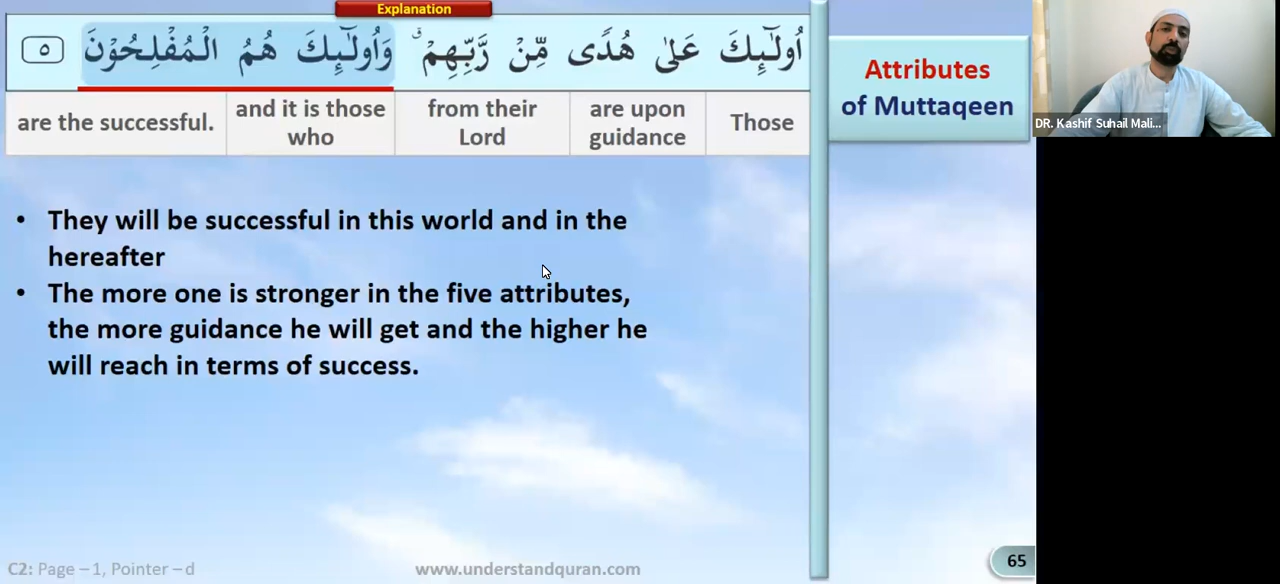 Explanation
اُولٰٓئِكَ عَلٰى هُدًى مِّنْ رَّبِّهِمْ ۙ وَاُولٰٓئِكَ هُمُ الْمُفْلِحُوْنَ ٥
Those
are upon
guidance
from their
Lord
and it is those
who
are the successful.
Attributes
of Muttaqeen
DR. Kashif Suhail Mali...
• They will be successful in this world and in the
hereafter
• The more one is stronger in the five attributes,
the more guidance he will get and the higher he
will reach in terms of success.
C2: Page – 1, Pointer – d
www.understandquran.com
65